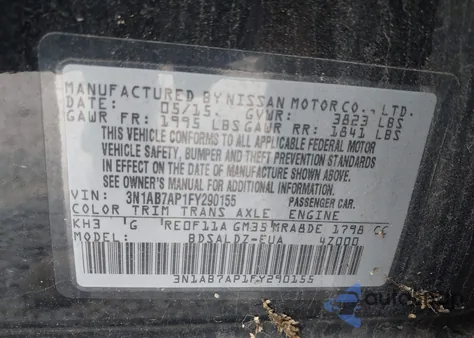 MANUFACTURED BY NISSAN MOTOR CO., LTD.
DATE: 05/15. GVWR: 3823 LBS
GAWR FR: 1995 LBS GAWR RR: 1841 LBS
THIS VEHICLE CONFORMS TO ALL APPLICABLE FEDERAL MOTOR
VEHICLE SAFETY, BUMPER AND THEFT PREVENTION STANDARDS
IN EFFECT ON THE DATE OF MANUFACTURE SHOWN ABOVE.
SEE OWNER'S MANUAL FOR ADDITIONAL INFORMATION.
VIN: 3N1AB7AP1FY290155 PASSENGER CAR.
COLOR TRIM TRANS AXLE ENGINE
KH3 G RE0F11A GM35 MRA8DE 1798 CC
BDSALDZ-EUA 47000
3N1AB7AP1FY290155